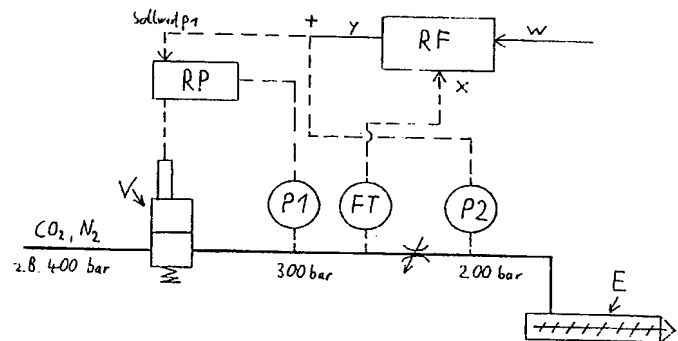 Sollwert P1
+
y
RF
w
x
RP
V
P1
FT
P2
CO2, N2
z.B. 400 bar
300 bar
200 bar
E